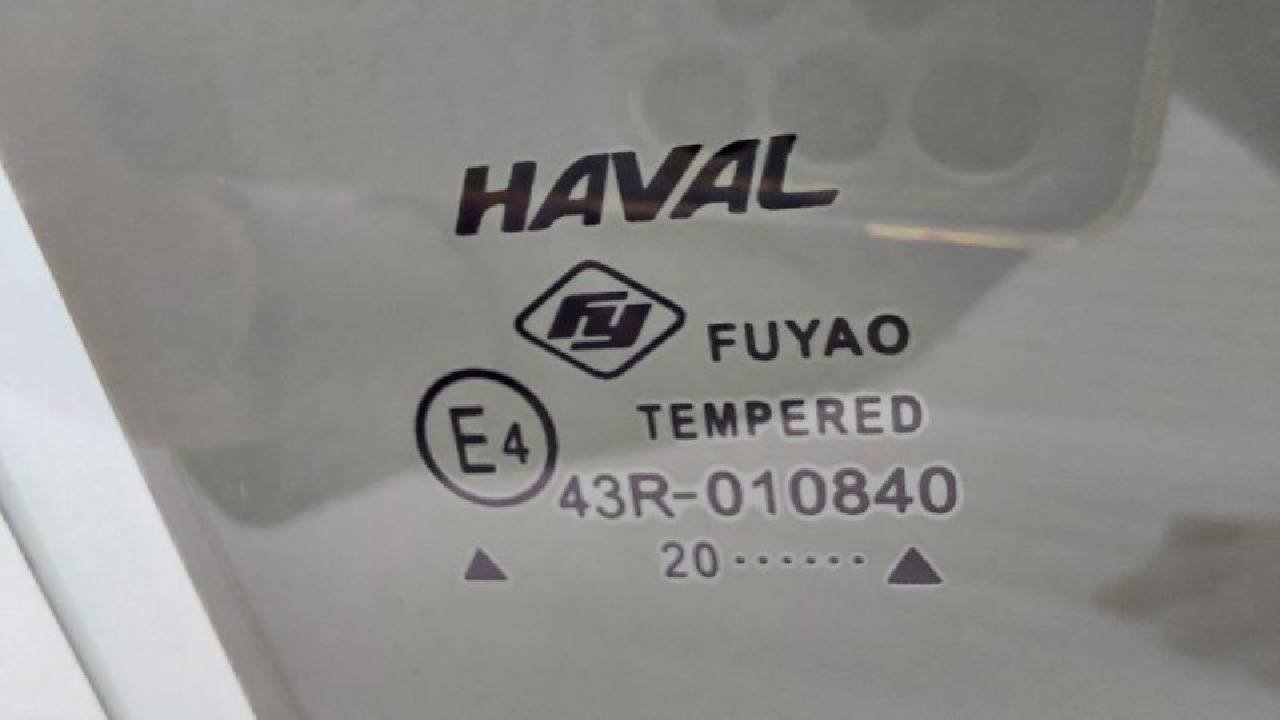 HAVAL
FY FUYAO
TEMPERED
E4 43R-010840
20 ······